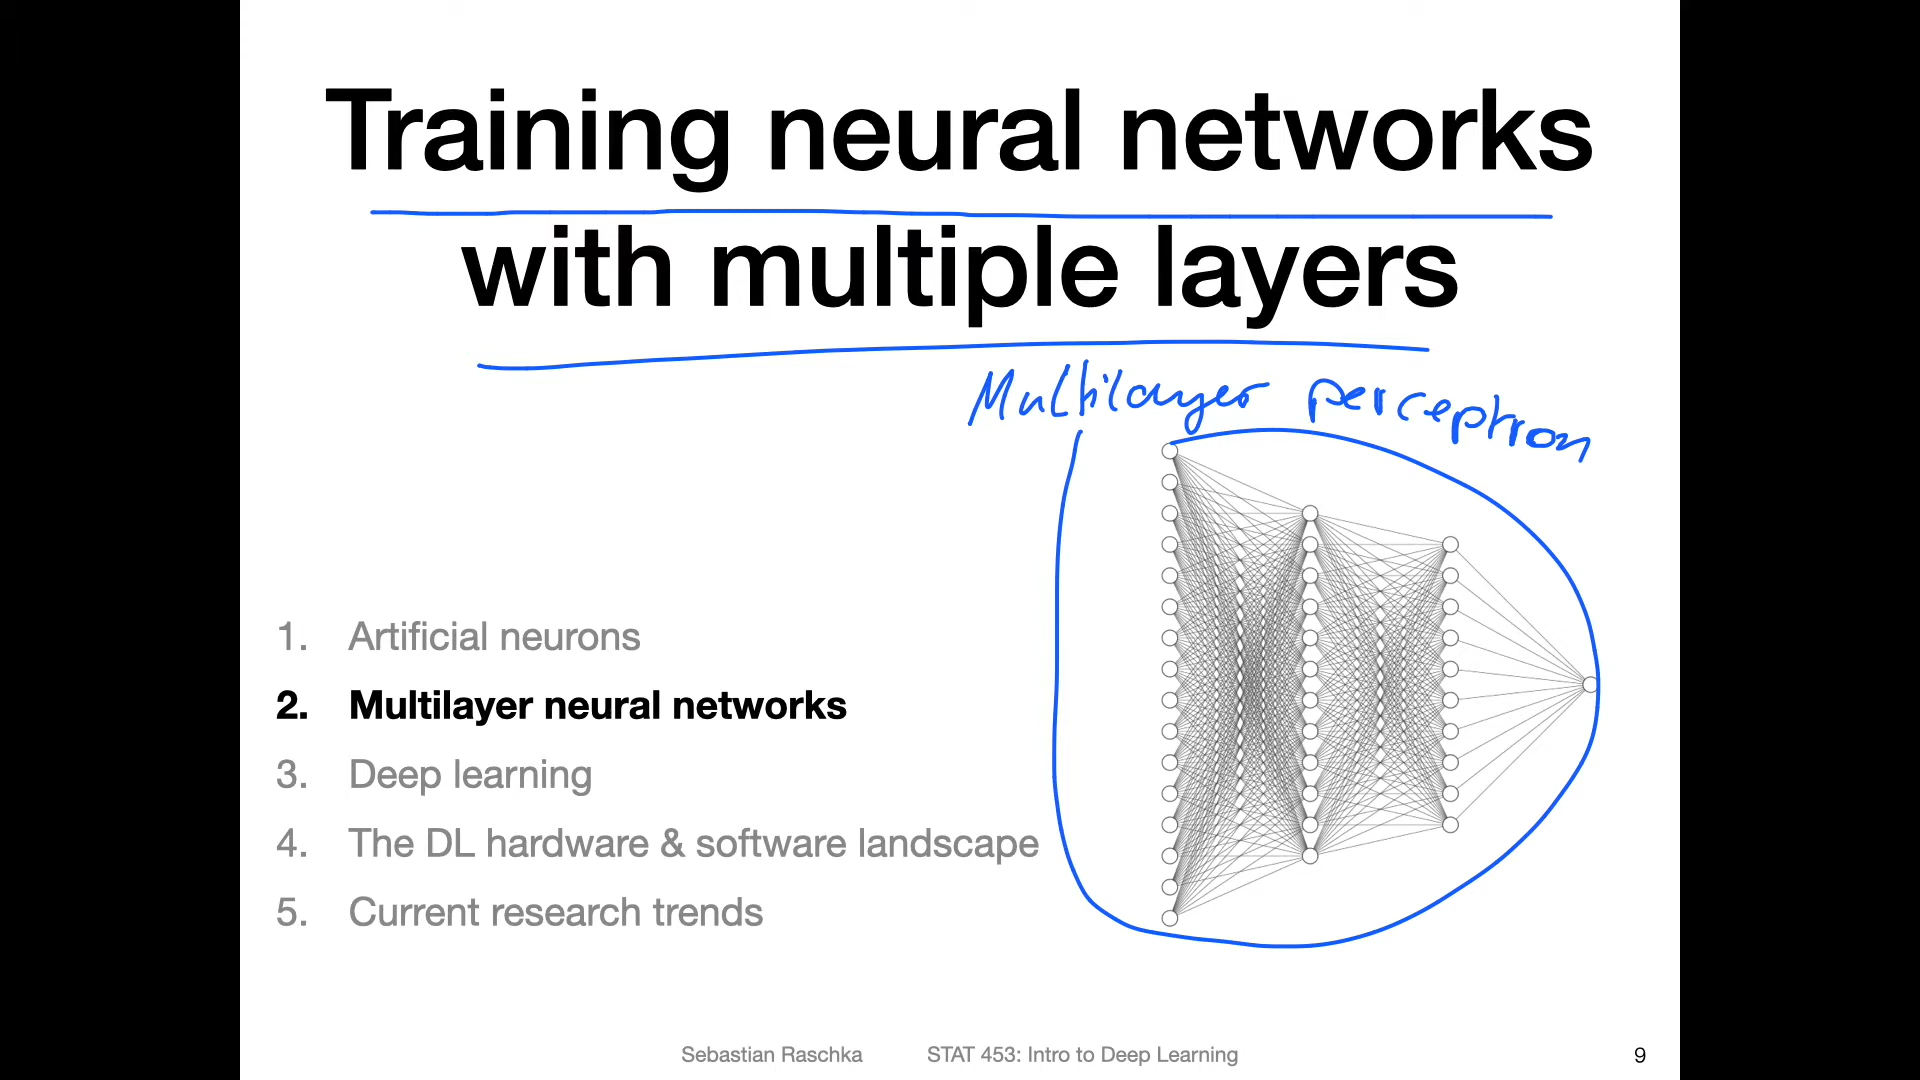 Training neural networks
with multiple layers
Multilayer perceptron
1. Artificial neurons
2. Multilayer neural networks
3. Deep learning
4. The DL hardware & software landscape
5. Current research trends
Sebastian Raschka STAT 453: Intro to Deep Learning 9